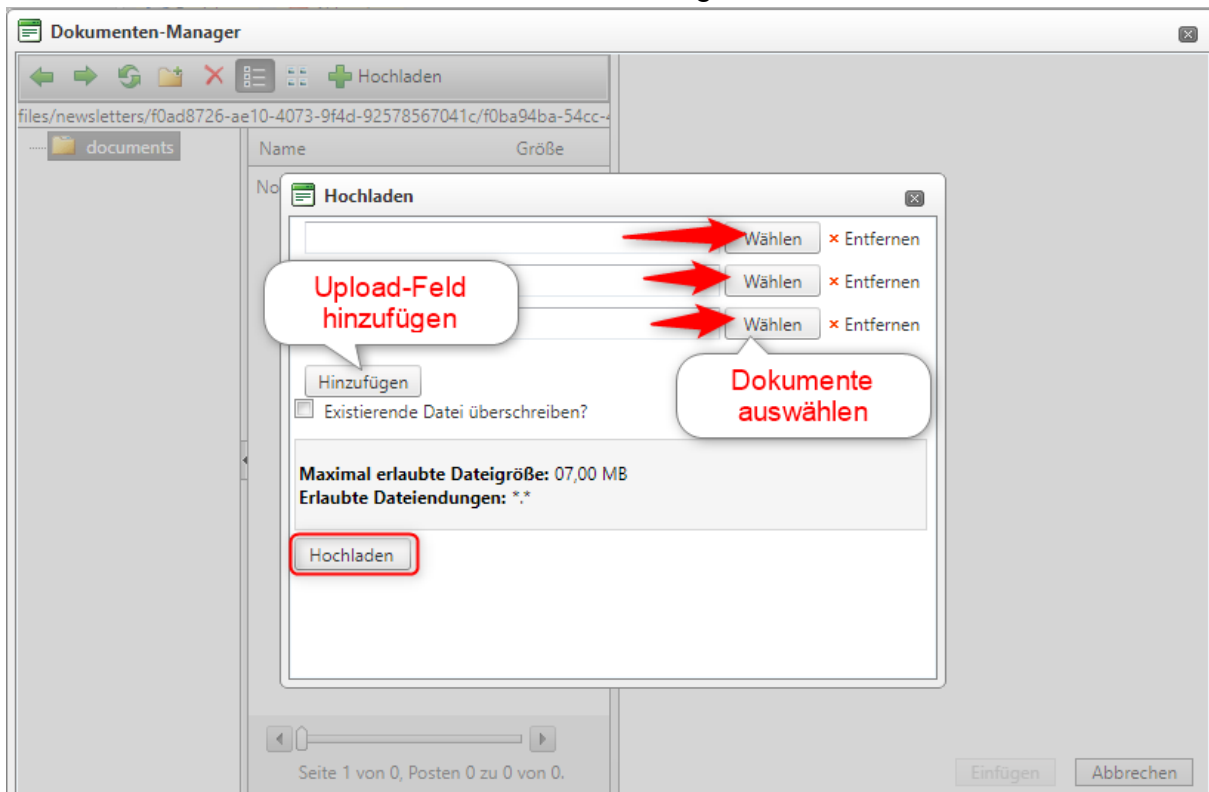 Dokumenten-Manager
Hochladen
files/newsletters/f0ad8726-ae10-4073-9f4d-92578567041c/f0ba94ba-54cc-
documents
Name Größe
No
Hochladen
Wählen × Entfernen
Wählen × Entfernen
Wählen × Entfernen
Upload-Feld
hinzufügen
Dokumente
auswählen
Hinzufügen
Existierende Datei überschreiben?
Maximal erlaubte Dateigröße: 07,00 MB
Erlaubte Dateiendungen: *.*
Hochladen
Seite 1 von 0, Posten 0 zu 0 von 0.
Einfügen Abbrechen